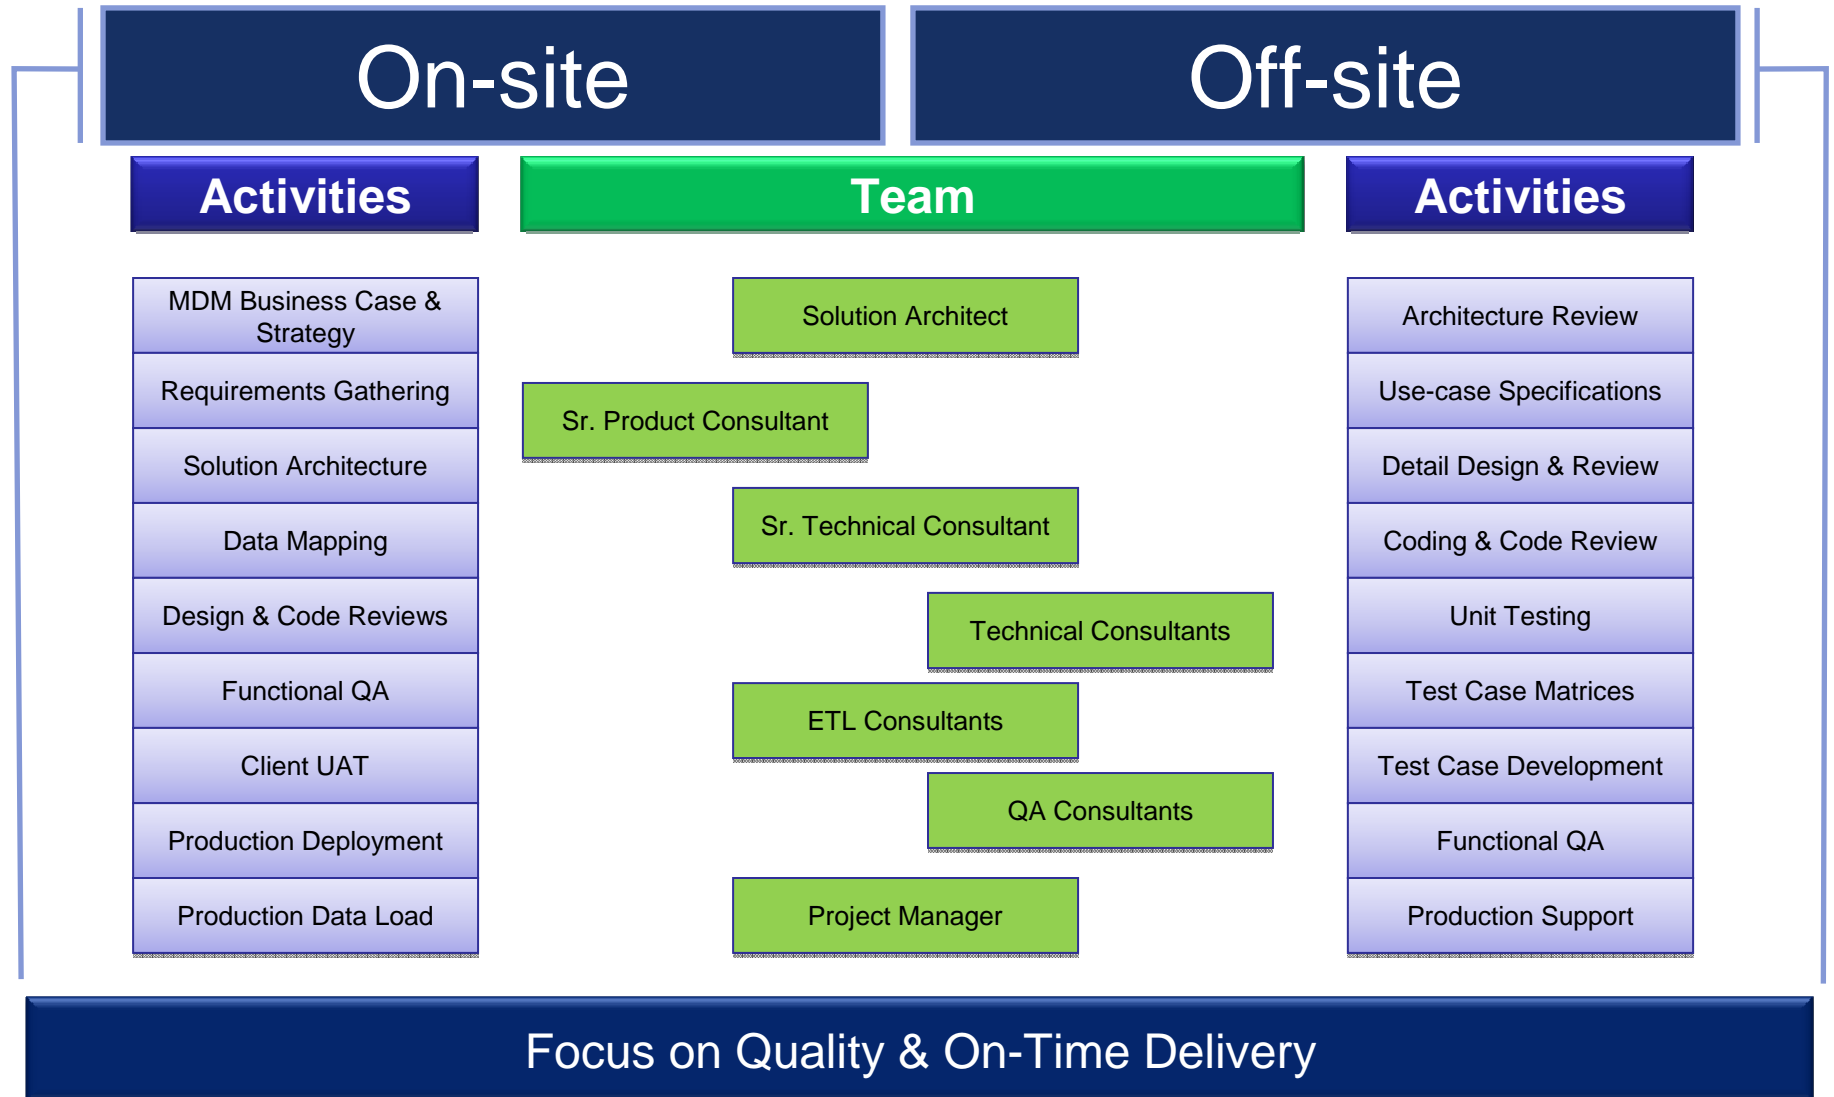 On-site
Off-site
Activities
Team
Activities
MDM Business Case &
Strategy
Requirements Gathering
Solution Architecture
Data Mapping
Design & Code Reviews
Functional QA
Client UAT
Production Deployment
Production Data Load
Solution Architect
Sr. Product Consultant
Sr. Technical Consultant
Technical Consultants
ETL Consultants
QA Consultants
Project Manager
Architecture Review
Use-case Specifications
Detail Design & Review
Coding & Code Review
Unit Testing
Test Case Matrices
Test Case Development
Functional QA
Production Support
Focus on Quality & On-Time Delivery